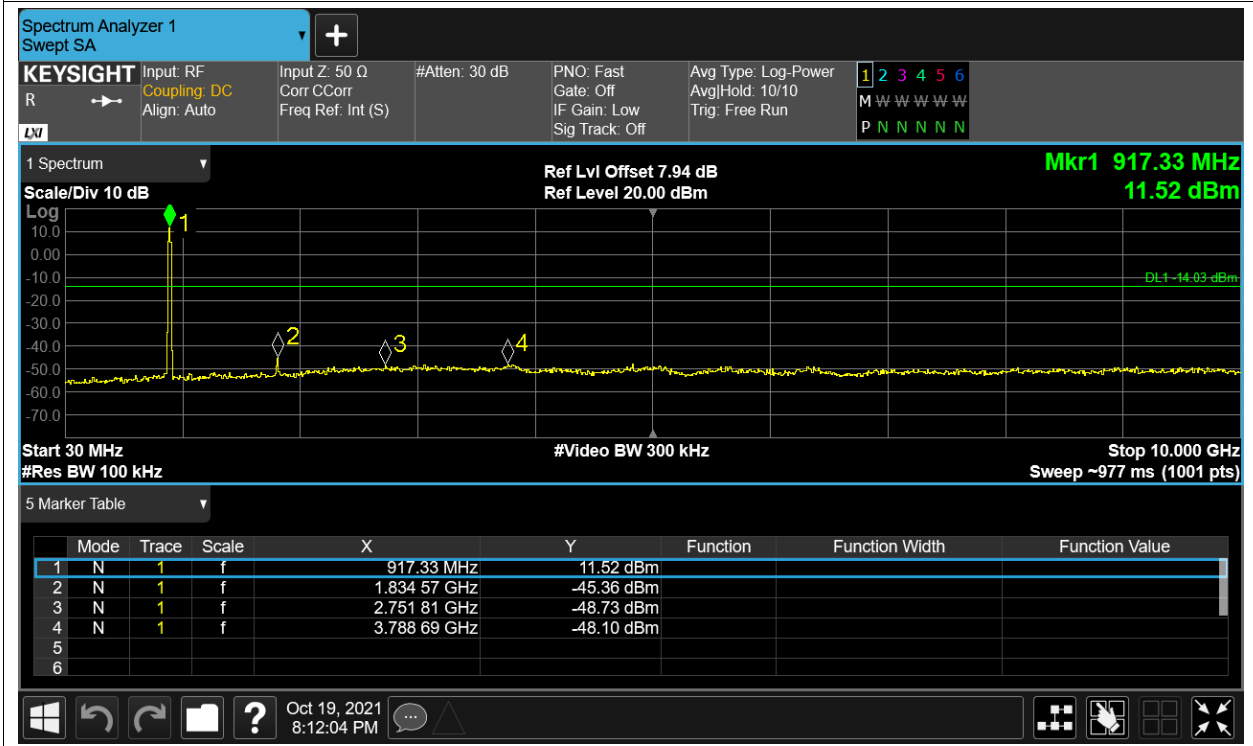 Spectrum Analyzer 1
Swept SA
+
KEYSIGHT
R
LXI
Input: RF
Coupling: DC
Align: Auto
Input Z: 50 Ω
Corr CCorr
Freq Ref: Int (S)
#Atten: 30 dB
PNO: Fast
Gate: Off
IF Gain: Low
Sig Track: Off
Avg Type: Log-Power
Avg|Hold: 10/10
Trig: Free Run
1 2 3 4 5 6
M W W W W W
P N N N N N
1 Spectrum
Scale/Div 10 dB
Ref Lvl Offset 7.94 dB
Ref Level 20.00 dBm
Mkr1 917.33 MHz
11.52 dBm
Log
10.0
0.00
-10.0
-20.0
-30.0
-40.0
-50.0
-60.0
-70.0
1
2
3
4
DL1 -14.03 dBm
Start 30 MHz
#Video BW 300 kHz
Stop 10.000 GHz
#Res BW 100 kHz
Sweep ~977 ms (1001 pts)
5 Marker Table
Mode Trace Scale X Y Function Function Width Function Value
1 N 1 f 917.33 MHz 11.52 dBm
2 N 1 f 1.834 57 GHz -45.36 dBm
3 N 1 f 2.751 81 GHz -48.73 dBm
4 N 1 f 3.788 69 GHz -48.10 dBm
5
6
?
Oct 19, 2021
8:12:04 PM